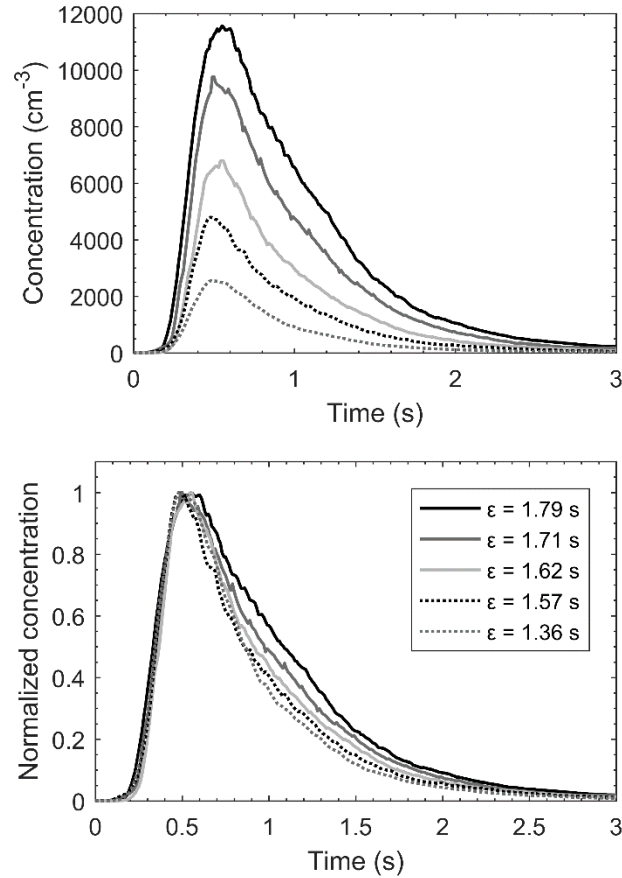 12000
10000
8000
6000
4000
2000
0
Concentration (cm⁻³)
0 1 2 3
Time (s)
1
0.8
0.6
0.4
0.2
0
Normalized concentration
ε = 1.79 s
ε = 1.71 s
ε = 1.62 s
ε = 1.57 s
ε = 1.36 s
0 0.5 1 1.5 2 2.5 3
Time (s)